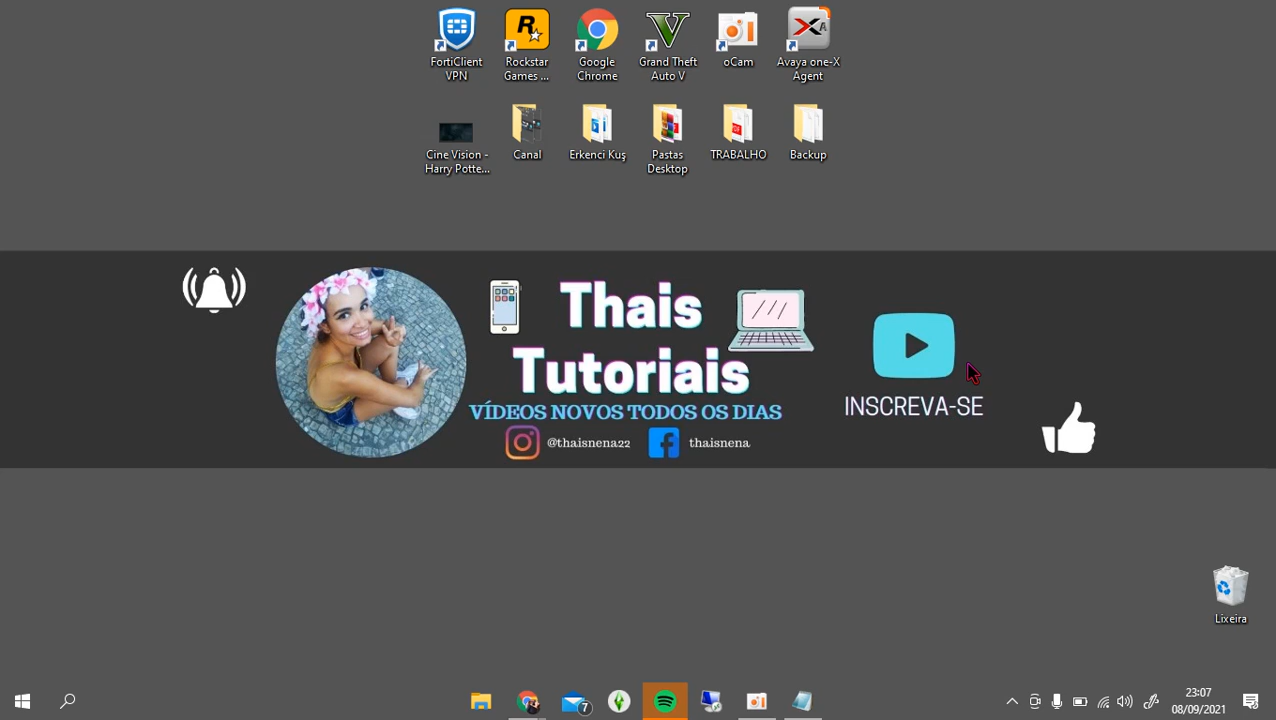 FortiClient VPN
Rockstar Games ...
Google Chrome
Grand Theft Auto V
oCam
Avaya one-X Agent
Cine Vision - Harry Potte...
Canal
Erkenci Kuş
Pastas Desktop
TRABALHO
Backup
Thais
Tutoriais
VÍDEOS NOVOS TODOS OS DIAS
@thaisnena22
thaisnena
INSCREVA-SE
Lixeira
7
23:07
08/09/2021